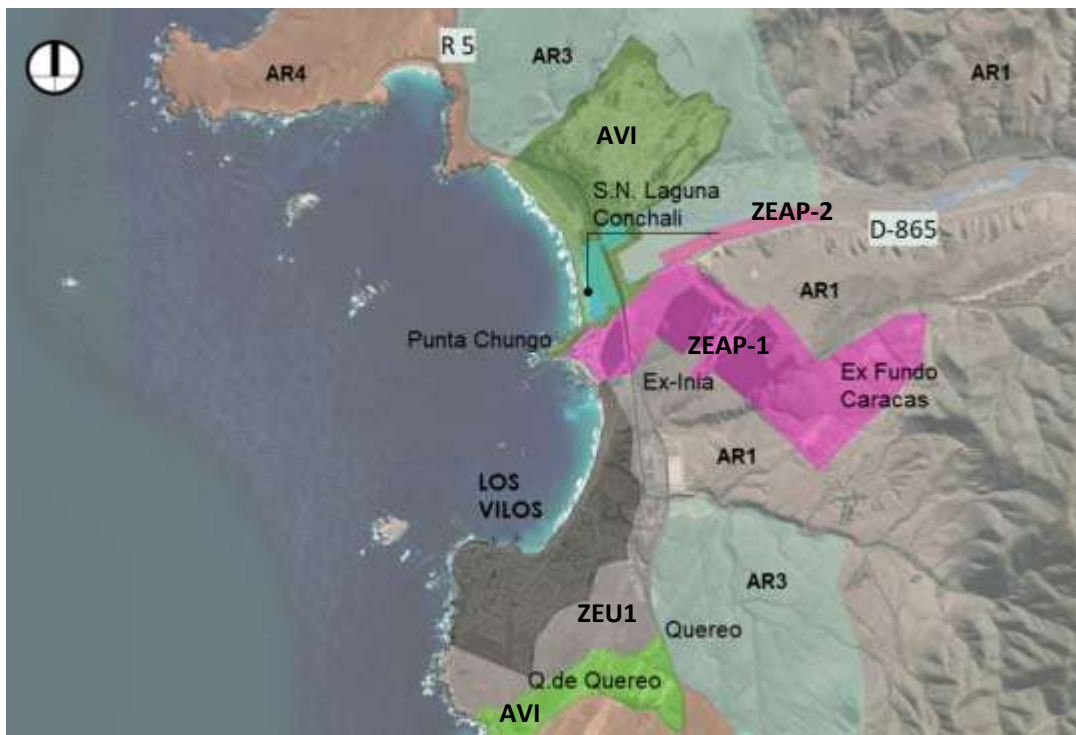 R 5
AR3
AR4
AR1
AVI
S.N. Laguna
Conchali
ZEAP-2
D-865
AR1
Punta Chungo
ZEAP-1
Ex-Inia
Ex Fundo
Caracas
AR1
LOS
VILOS
AR3
ZEU1
Quereo
Q.de Quereo
AVI